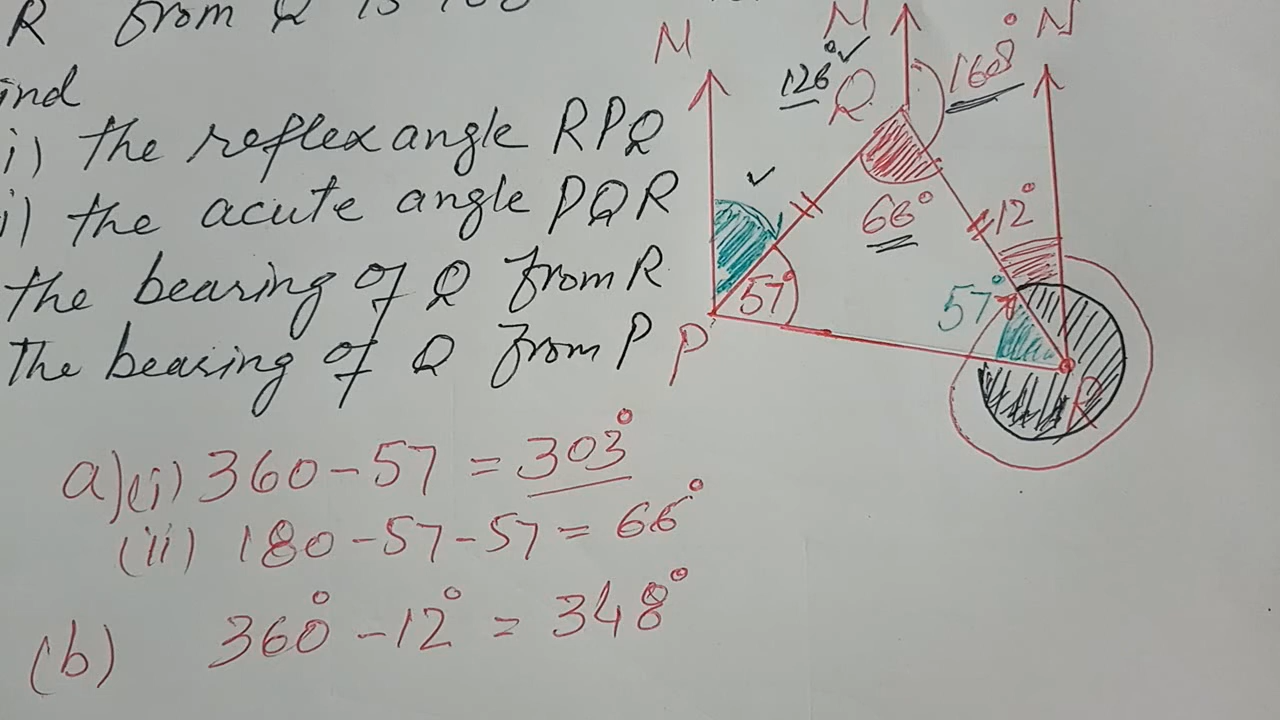 R from Q is
ind
i) the reflex angle RPQ
i) the acute angle PQR
the bearing of Q from R
The bearing of Q from P
a)(i) 360-57 = 303°
(ii) 180-57-57 = 66°
(b) 360° - 12° = 348°
N
N
N
126°
Q
168°
66°
12°
57°
57°
P
R